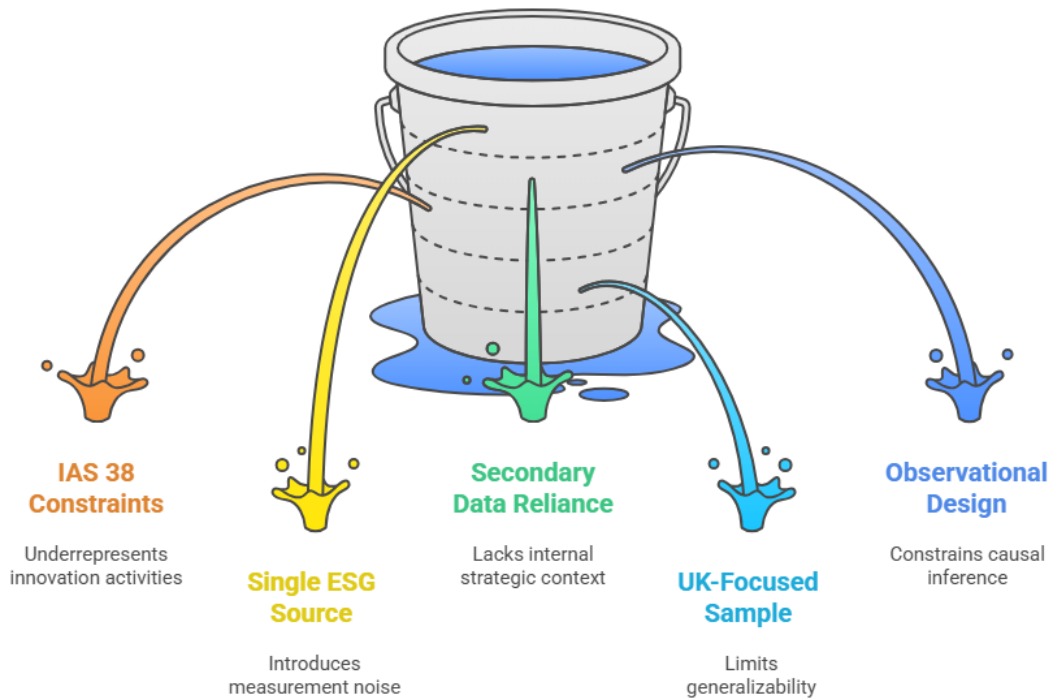 IAS 38
Constraints
Underrepresents
innovation activities
Single ESG
Source
Introduces
measurement noise
Secondary
Data Reliance
Lacks internal
strategic context
UK-Focused
Sample
Limits
generalizability
Observational
Design
Constrains causal
inference